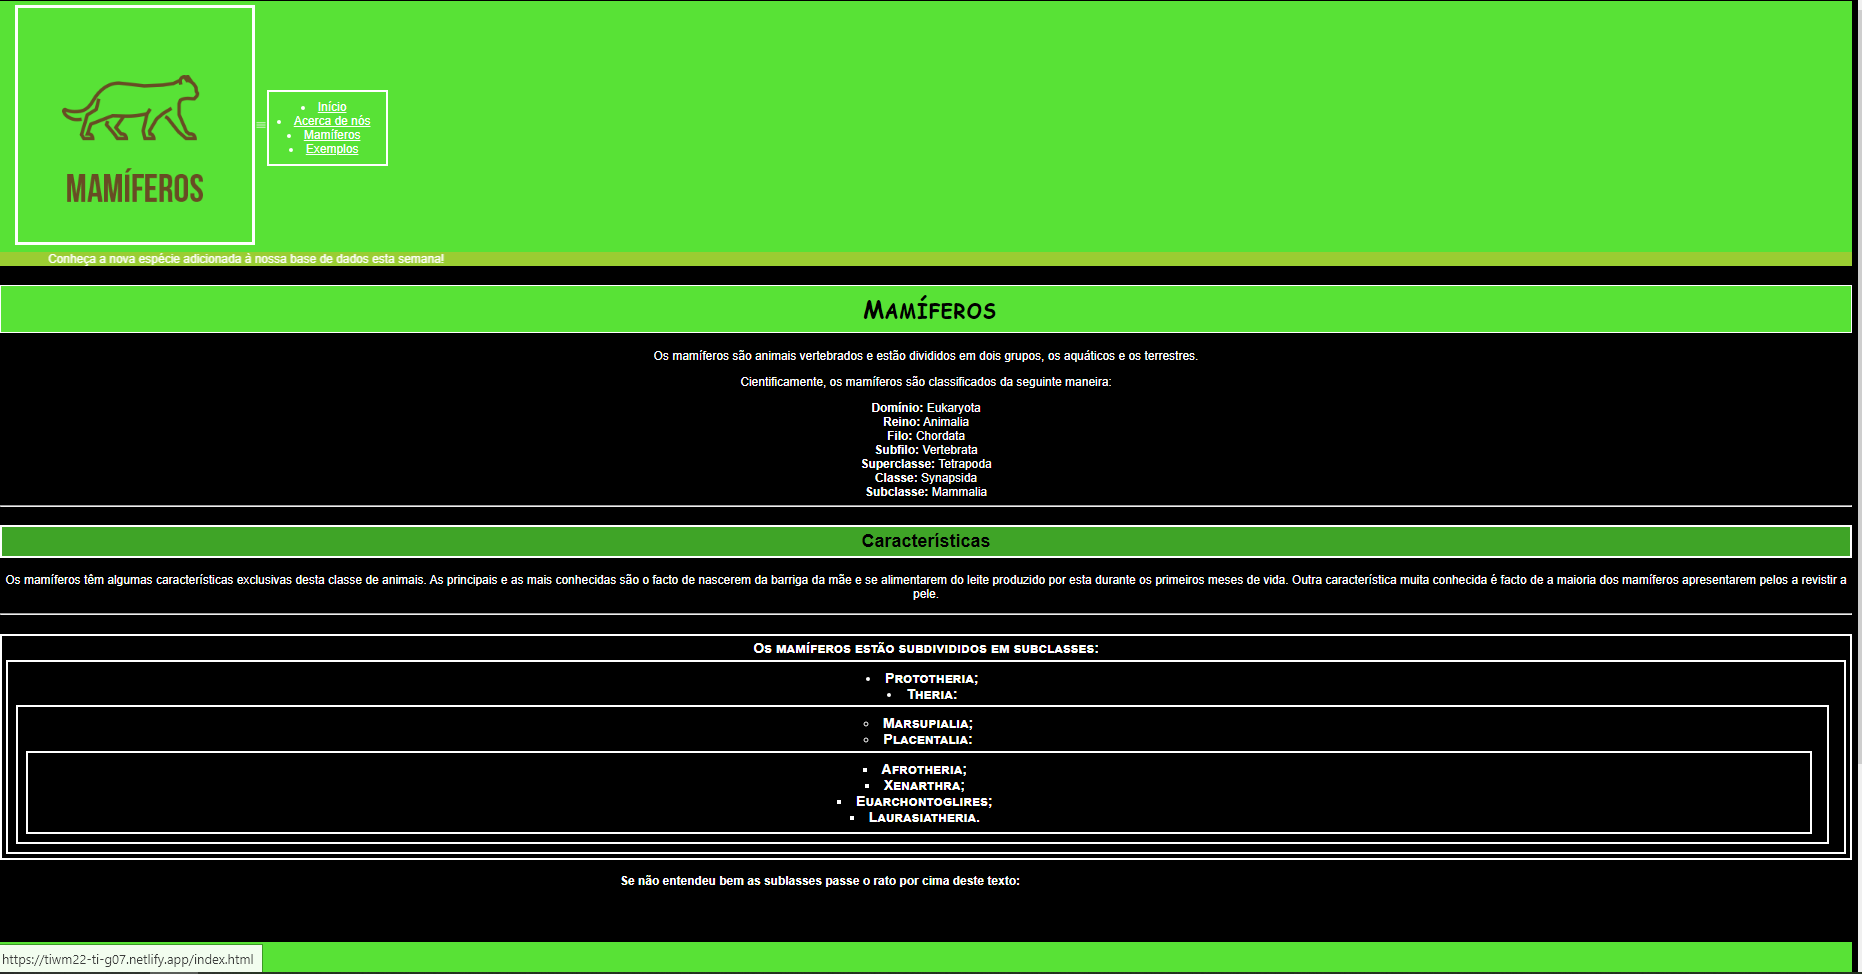 MAMÍFEROS
≡
• Início
• Acerca de nós
• Mamíferos
• Exemplos
Conheça a nova espécie adicionada á nossa base de dados esta semana!
Mamíferos
Os mamíferos são animais vertebrados e estão divididos em dois grupos, os aquáticos e os terrestres.
Cientificamente, os mamíferos são classificados da seguinte maneira:
Domínio: Eukaryota
Reino: Animalia
Filo: Chordata
Subfilo: Vertebrata
Superclasse: Tetrapoda
Classe: Synapsida
Subclasse: Mammalia
Características
Os mamíferos têm algumas características exclusivas desta classe de animais. As principais e as mais conhecidas são o facto de nascerem da barriga da mãe e se alimentarem do leite produzido por esta durante os primeiros meses de vida. Outra característica muita conhecida é facto de a maioria dos mamíferos apresentarem pelos a revistir a
pele.
Os mamíferos estão subdivididos em subclasses:
• Prototheria;
• Theria:
◦ Marsupialia;
◦ Placentalia:
▪ Afrotheria;
▪ Xenarthra;
▪ Euarchontoglires;
▪ Laurasiatheria.
Se não entendeu bem as sublasses passe o rato por cima deste texto:
https://tiwm22-ti-g07.netlify.app/index.html